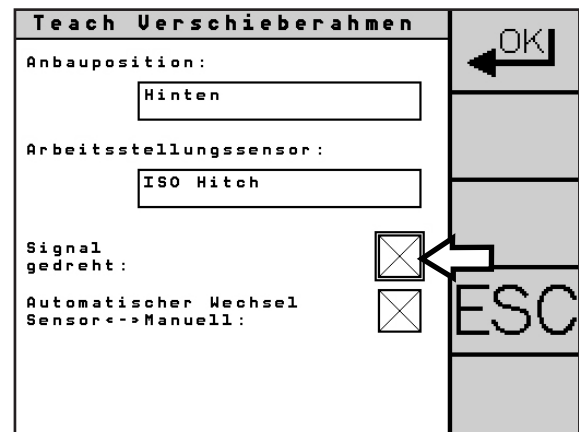 Teach Verschieberahmen
OK
Anbauposition:
Hinten
Arbeitsstellungssensor:
ISO Hitch
Signal
gedreht:
Automatischer Wechsel
Sensor<->Manuell:
ESC